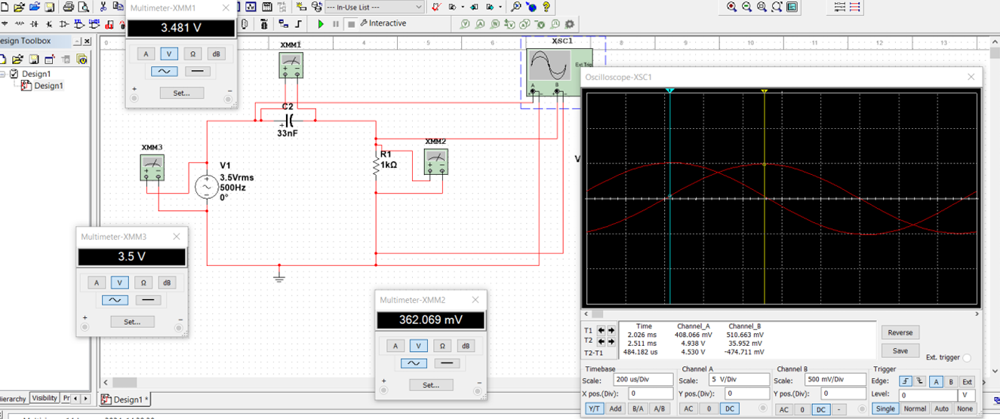 --- In-Use List ---
Interactive
Design Toolbox
Multimeter-XMM1
3.481 V
A V Ω dB
Set...
+ -
Design1
Design1
0 3 4 5 6 7 8 9 10 11 12 13
XMM1
XSC1
Ext Trig
A B
C2
33nF
XMM3
V1
3.5Vrms
500Hz
0°
R1
1kΩ
XMM2
V
Multimeter-XMM3
3.5 V
A V Ω dB
Set...
+ -
Multimeter-XMM2
362.069 mV
A V Ω dB
Set...
+ -
Oscilloscope-XSC1
Time Channel_A Channel_B
T1 2.026 ms 408.066 mV 510.663 mV
T2 2.511 ms 4.938 V 35.952 mV
T2-T1 484.182 us 4.530 V -474.711 mV
Reverse
Save
Ext. trigger
Timebase Channel A Channel B Trigger
Scale: 200 us/Div Scale: 5 V/Div Scale: 500 mV/Div Edge: A B Ext
X pos.(Div): 0 Y pos.(Div): 0 Y pos.(Div): 0 Level: 0 V
Y/T Add B/A A/B AC 0 DC AC 0 DC - Single Normal Auto None
Hierarchy Visibility Pr
Design1 *